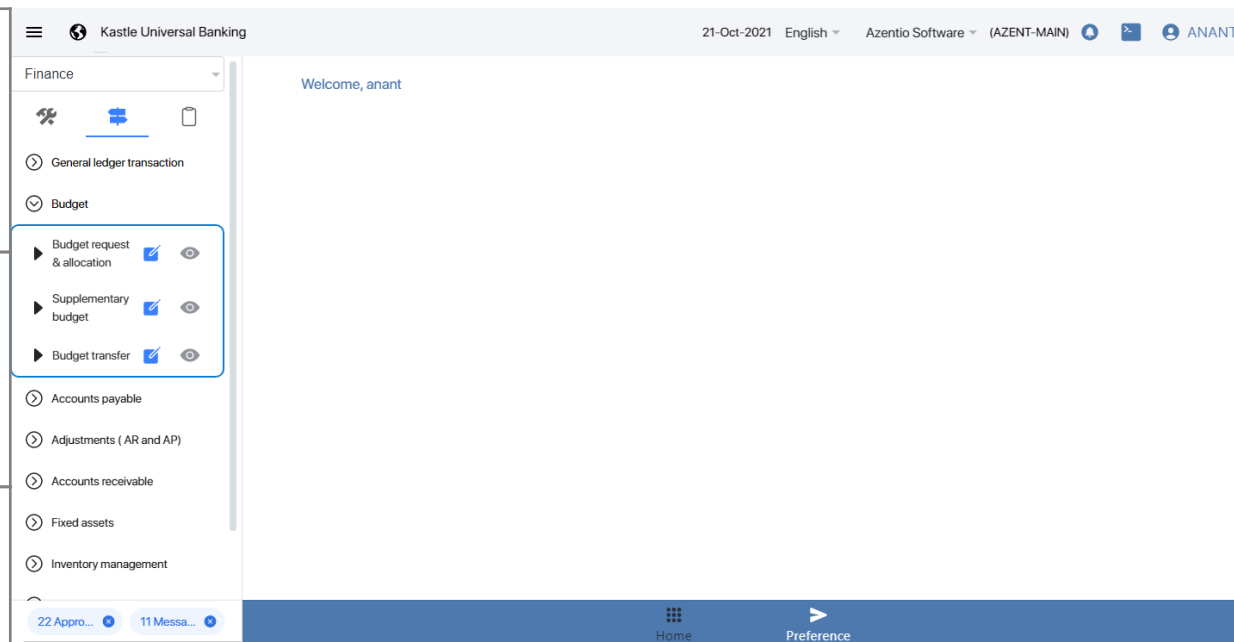 Kastle Universal Banking
21-Oct-2021 English Azentio Software (AZENT-MAIN) ANANT
Finance
Welcome, anant
General ledger transaction
Budget
Budget request
& allocation
Supplementary
budget
Budget transfer
Accounts payable
Adjustments ( AR and AP)
Accounts receivable
Fixed assets
Inventory management
22 Appro...
11 Messa...
Home
Preference